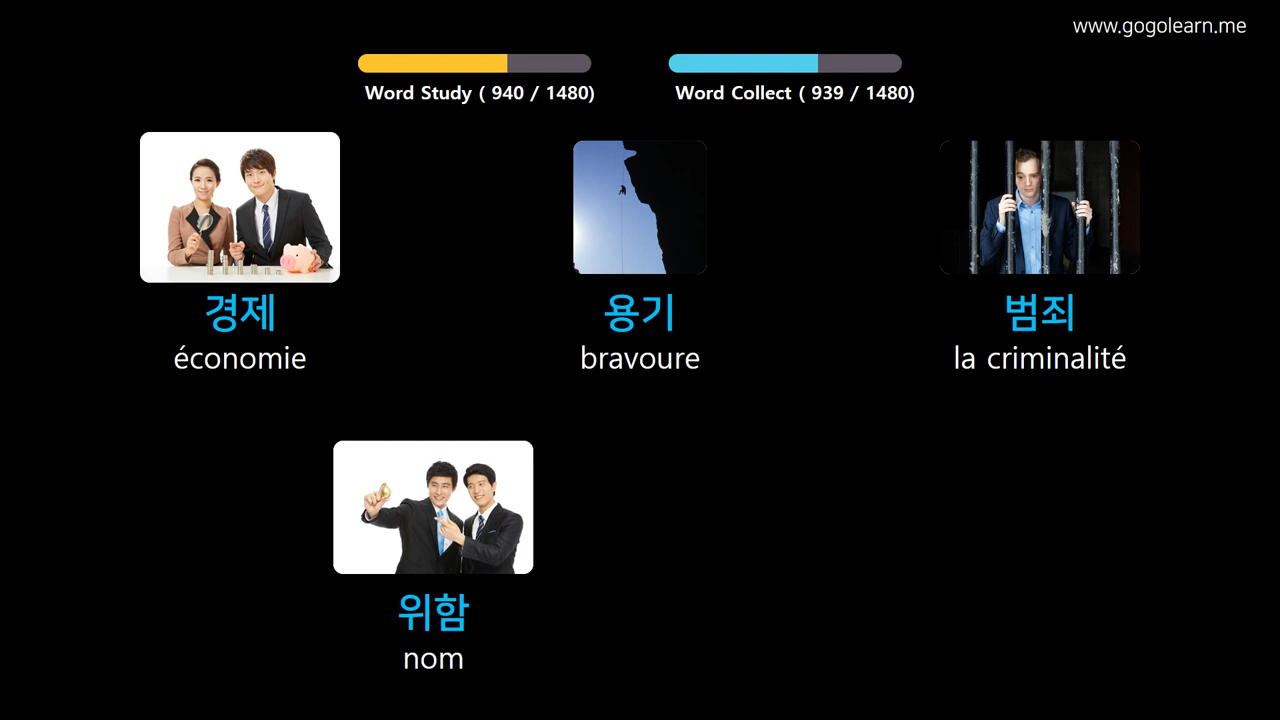 www.gogolearn.me
Word Study ( 940 / 1480)
Word Collect ( 939 / 1480)
경제
économie
용기
bravoure
범죄
la criminalité
위함
nom